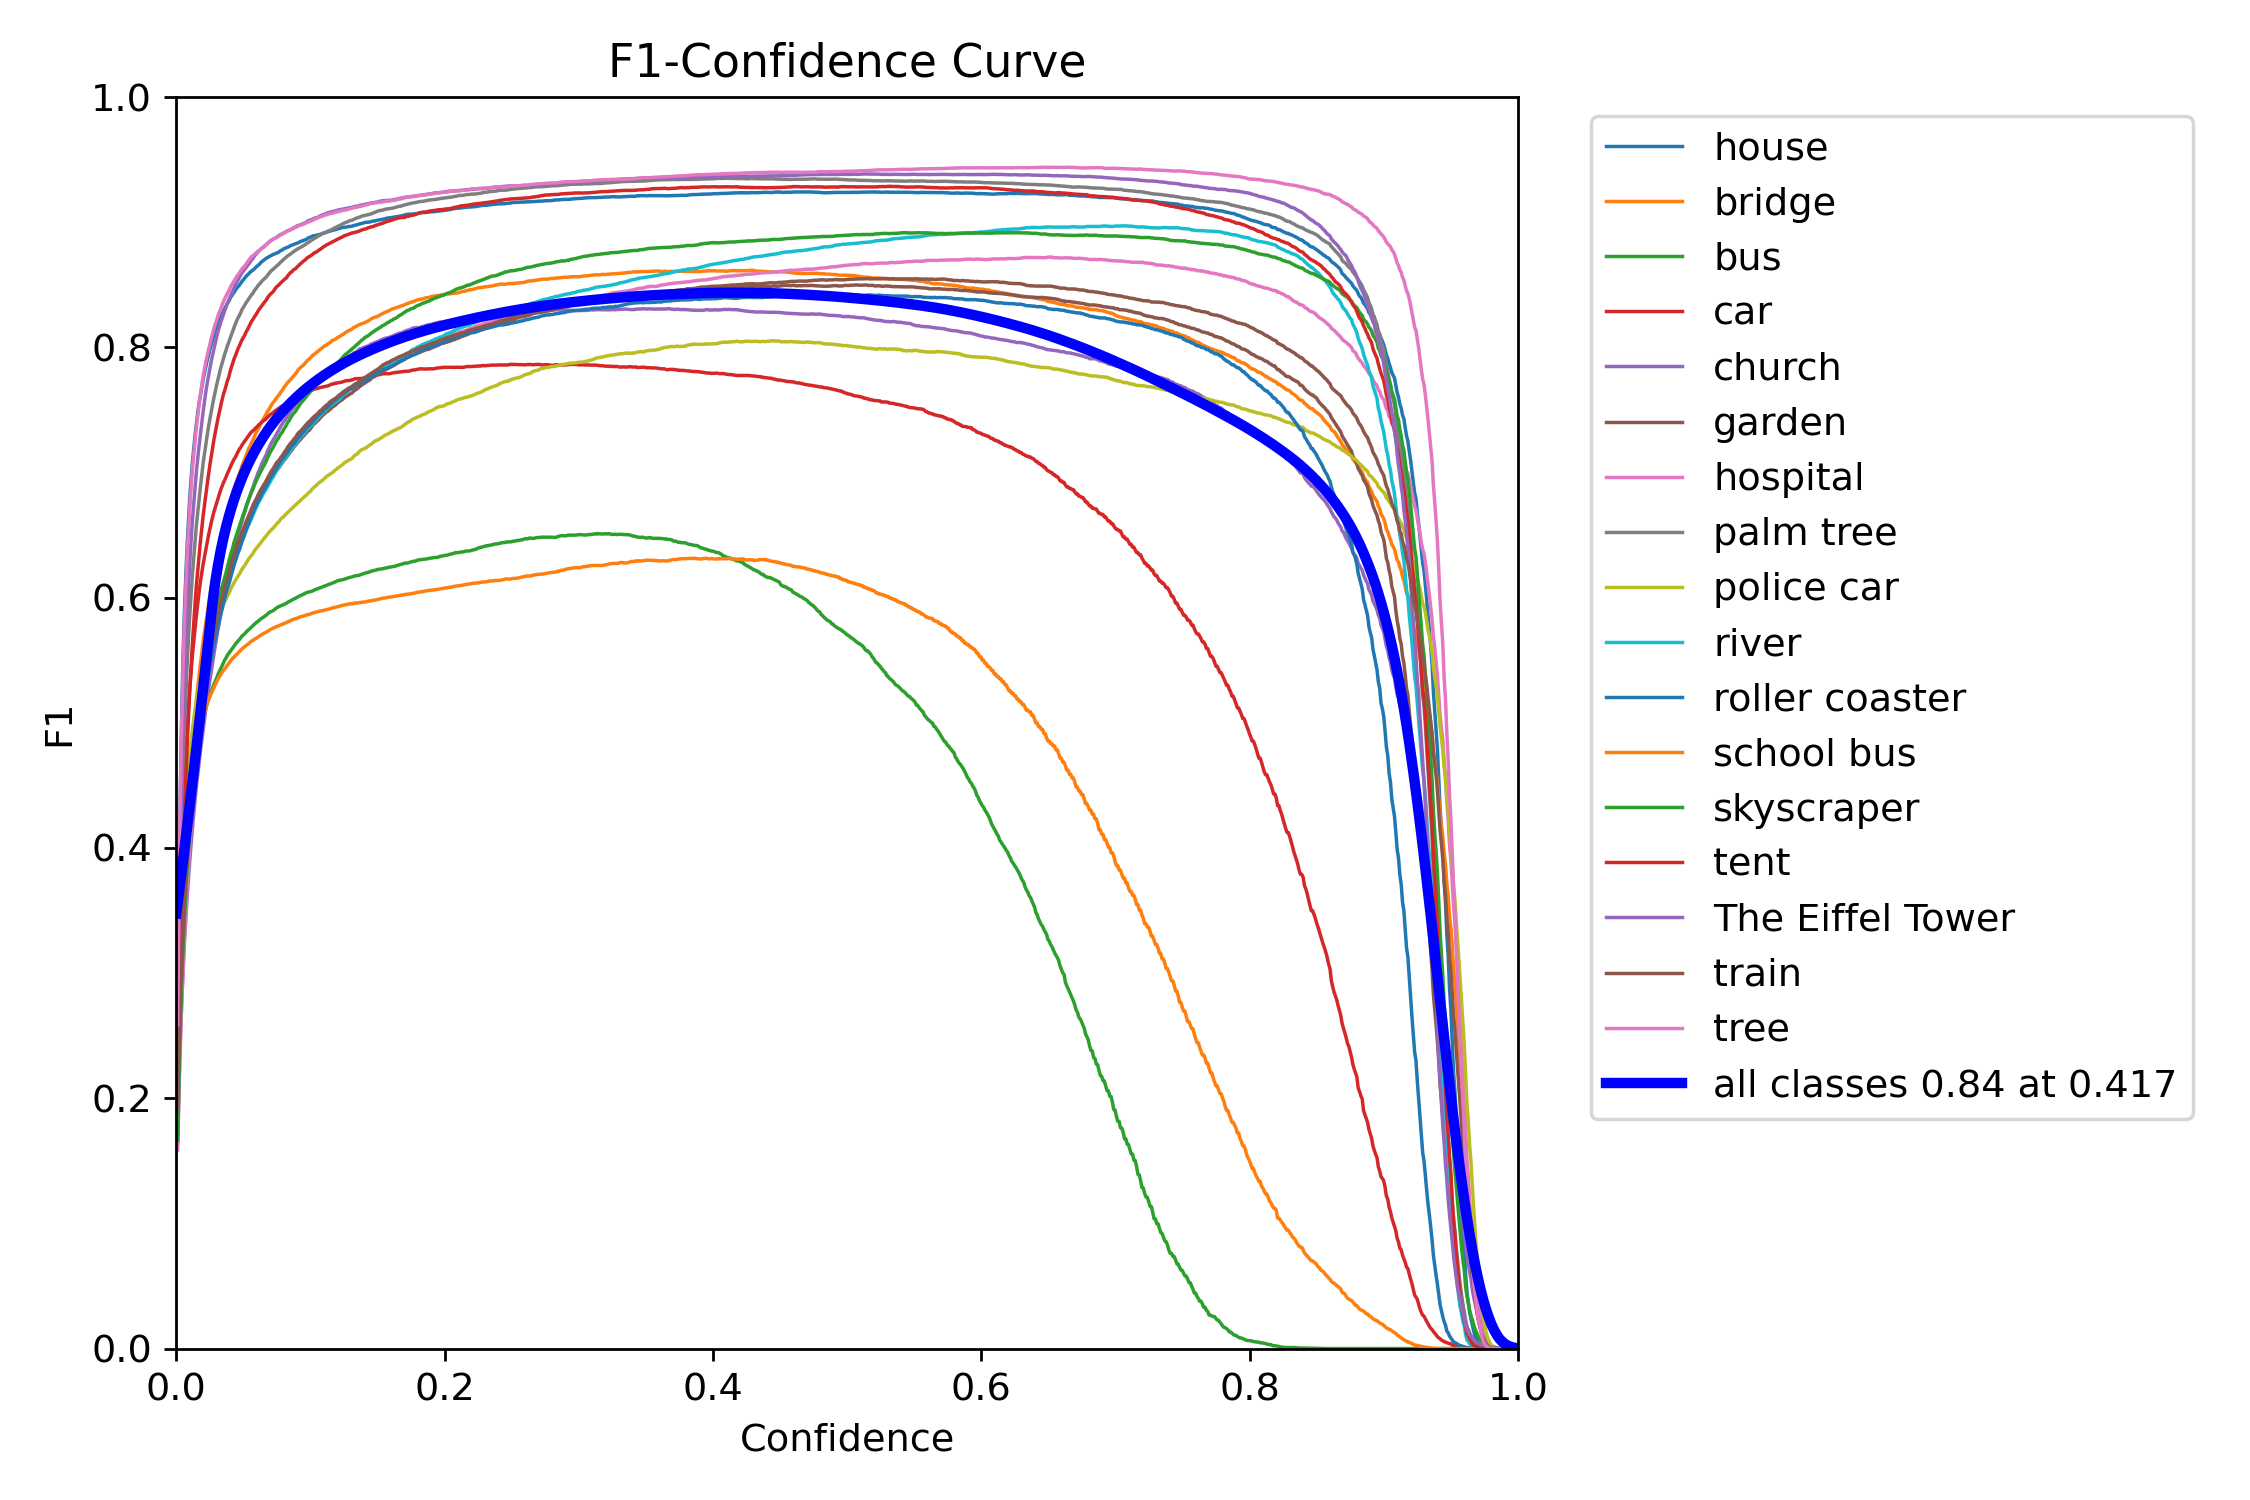 F1-Confidence Curve
1.0
0.8
0.6
0.4
0.2
0.0
F1
0.0 0.2 0.4 0.6 0.8 1.0
Confidence
house
bridge
bus
car
church
garden
hospital
palm tree
police car
river
roller coaster
school bus
skyscraper
tent
The Eiffel Tower
train
tree
all classes 0.84 at 0.417